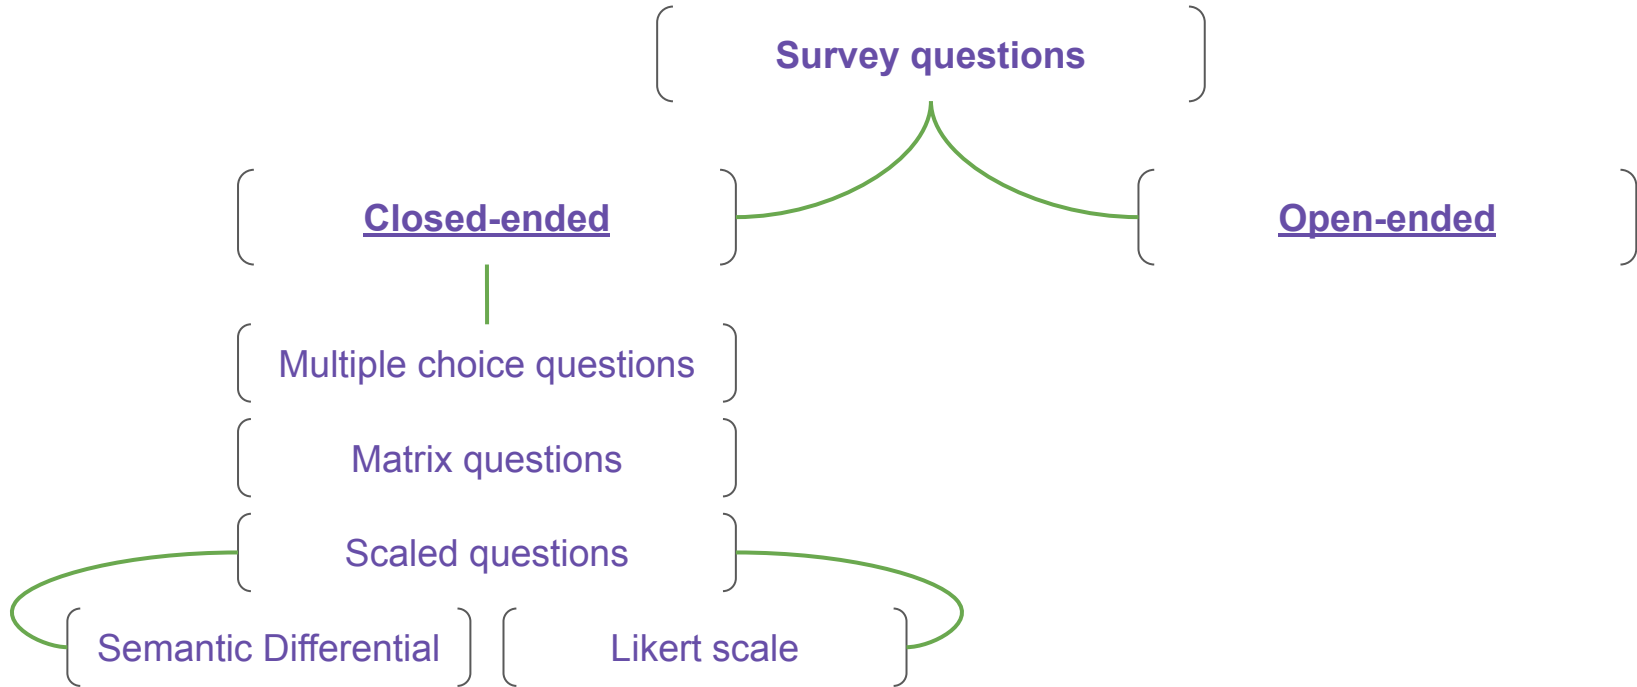 Survey questions
Closed-ended
Open-ended
Multiple choice questions
Matrix questions
Scaled questions
Semantic Differential
Likert scale